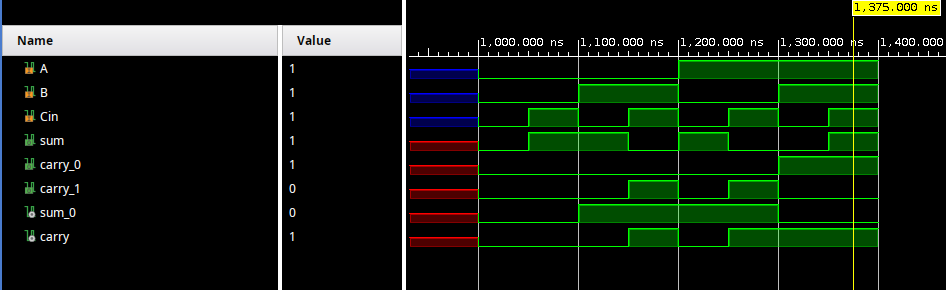 1,375.000 ns
Name Value
1,000.000 ns 1,100.000 ns 1,200.000 ns 1,300.000 ns 1,400.000
A 1
B 1
Cin 1
sum 1
carry_0 1
carry_1 0
sum_0 0
carry 1